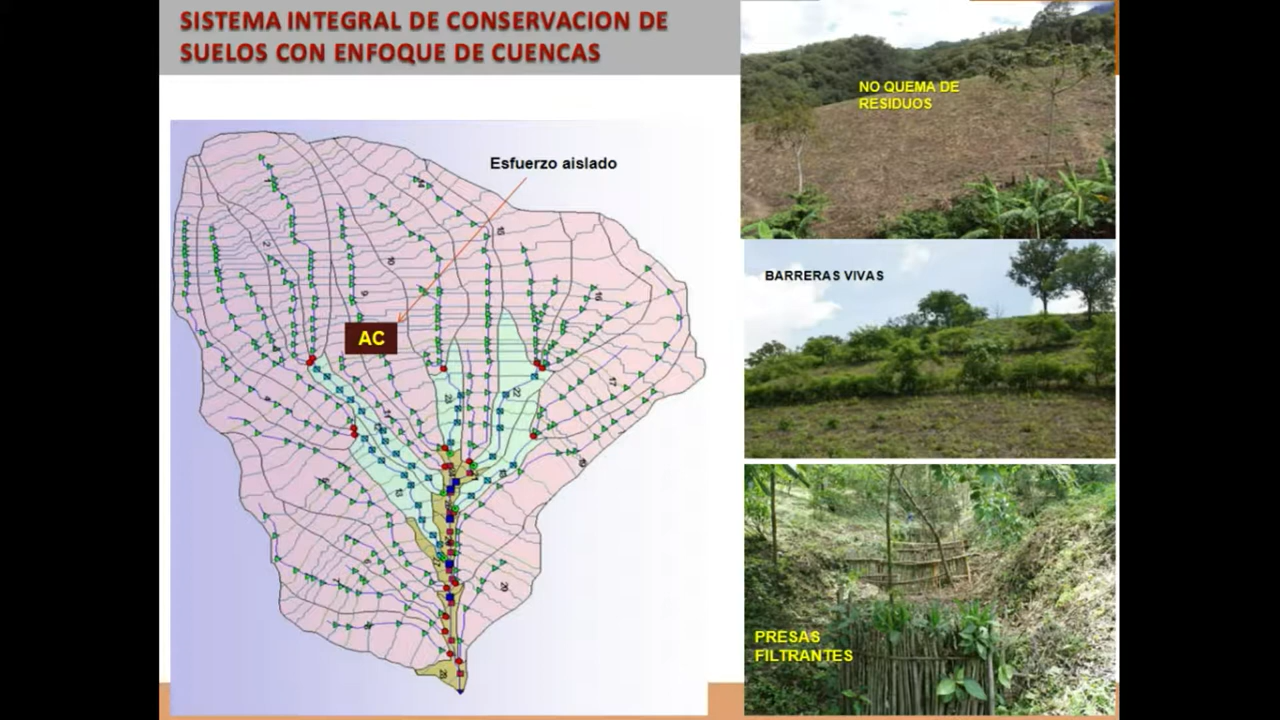 SISTEMA INTEGRAL DE CONSERVACION DE
SUELOS CON ENFOQUE DE CUENCAS
Esfuerzo aislado
AC
NO QUEMA DE
RESIDUOS
BARRERAS VIVAS
PRESAS
FILTRANTES